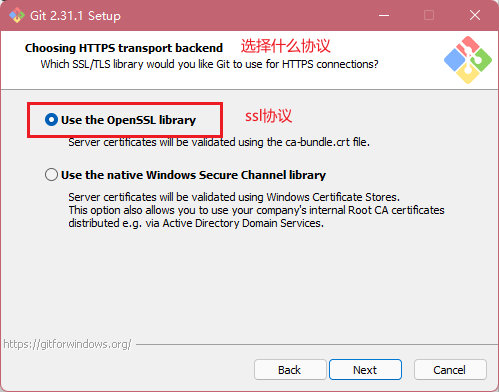 Git 2.31.1 Setup
Choosing HTTPS transport backend 选择什么协议
Which SSL/TLS library would you like Git to use for HTTPS connections?
Use the OpenSSL library ssl协议
Server certificates will be validated using the ca-bundle.crt file.
Use the native Windows Secure Channel library
Server certificates will be validated using Windows Certificate Stores.
This option also allows you to use your company's internal Root CA certificates
distributed e.g. via Active Directory Domain Services.
https://gitforwindows.org/
Back Next Cancel